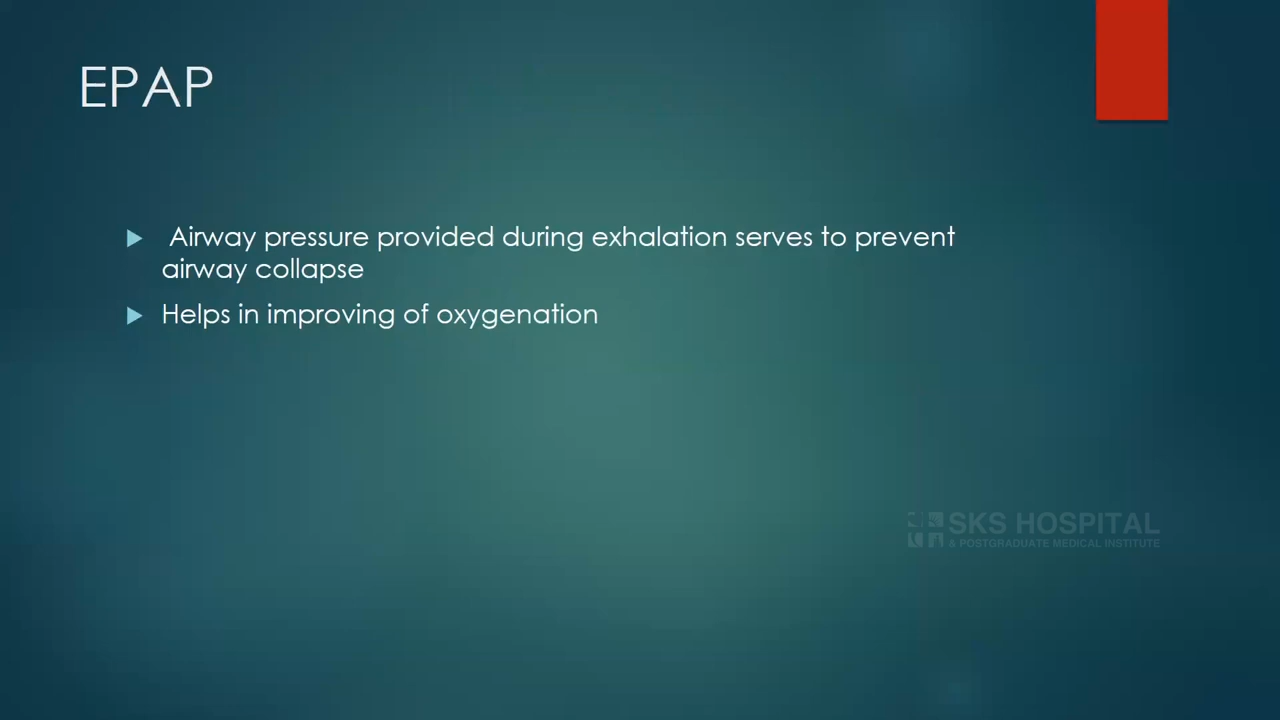 EPAP
Airway pressure provided during exhalation serves to prevent
airway collapse
Helps in improving of oxygenation
SKS HOSPITAL
& POSTGRADUATE MEDICAL INSTITUTE